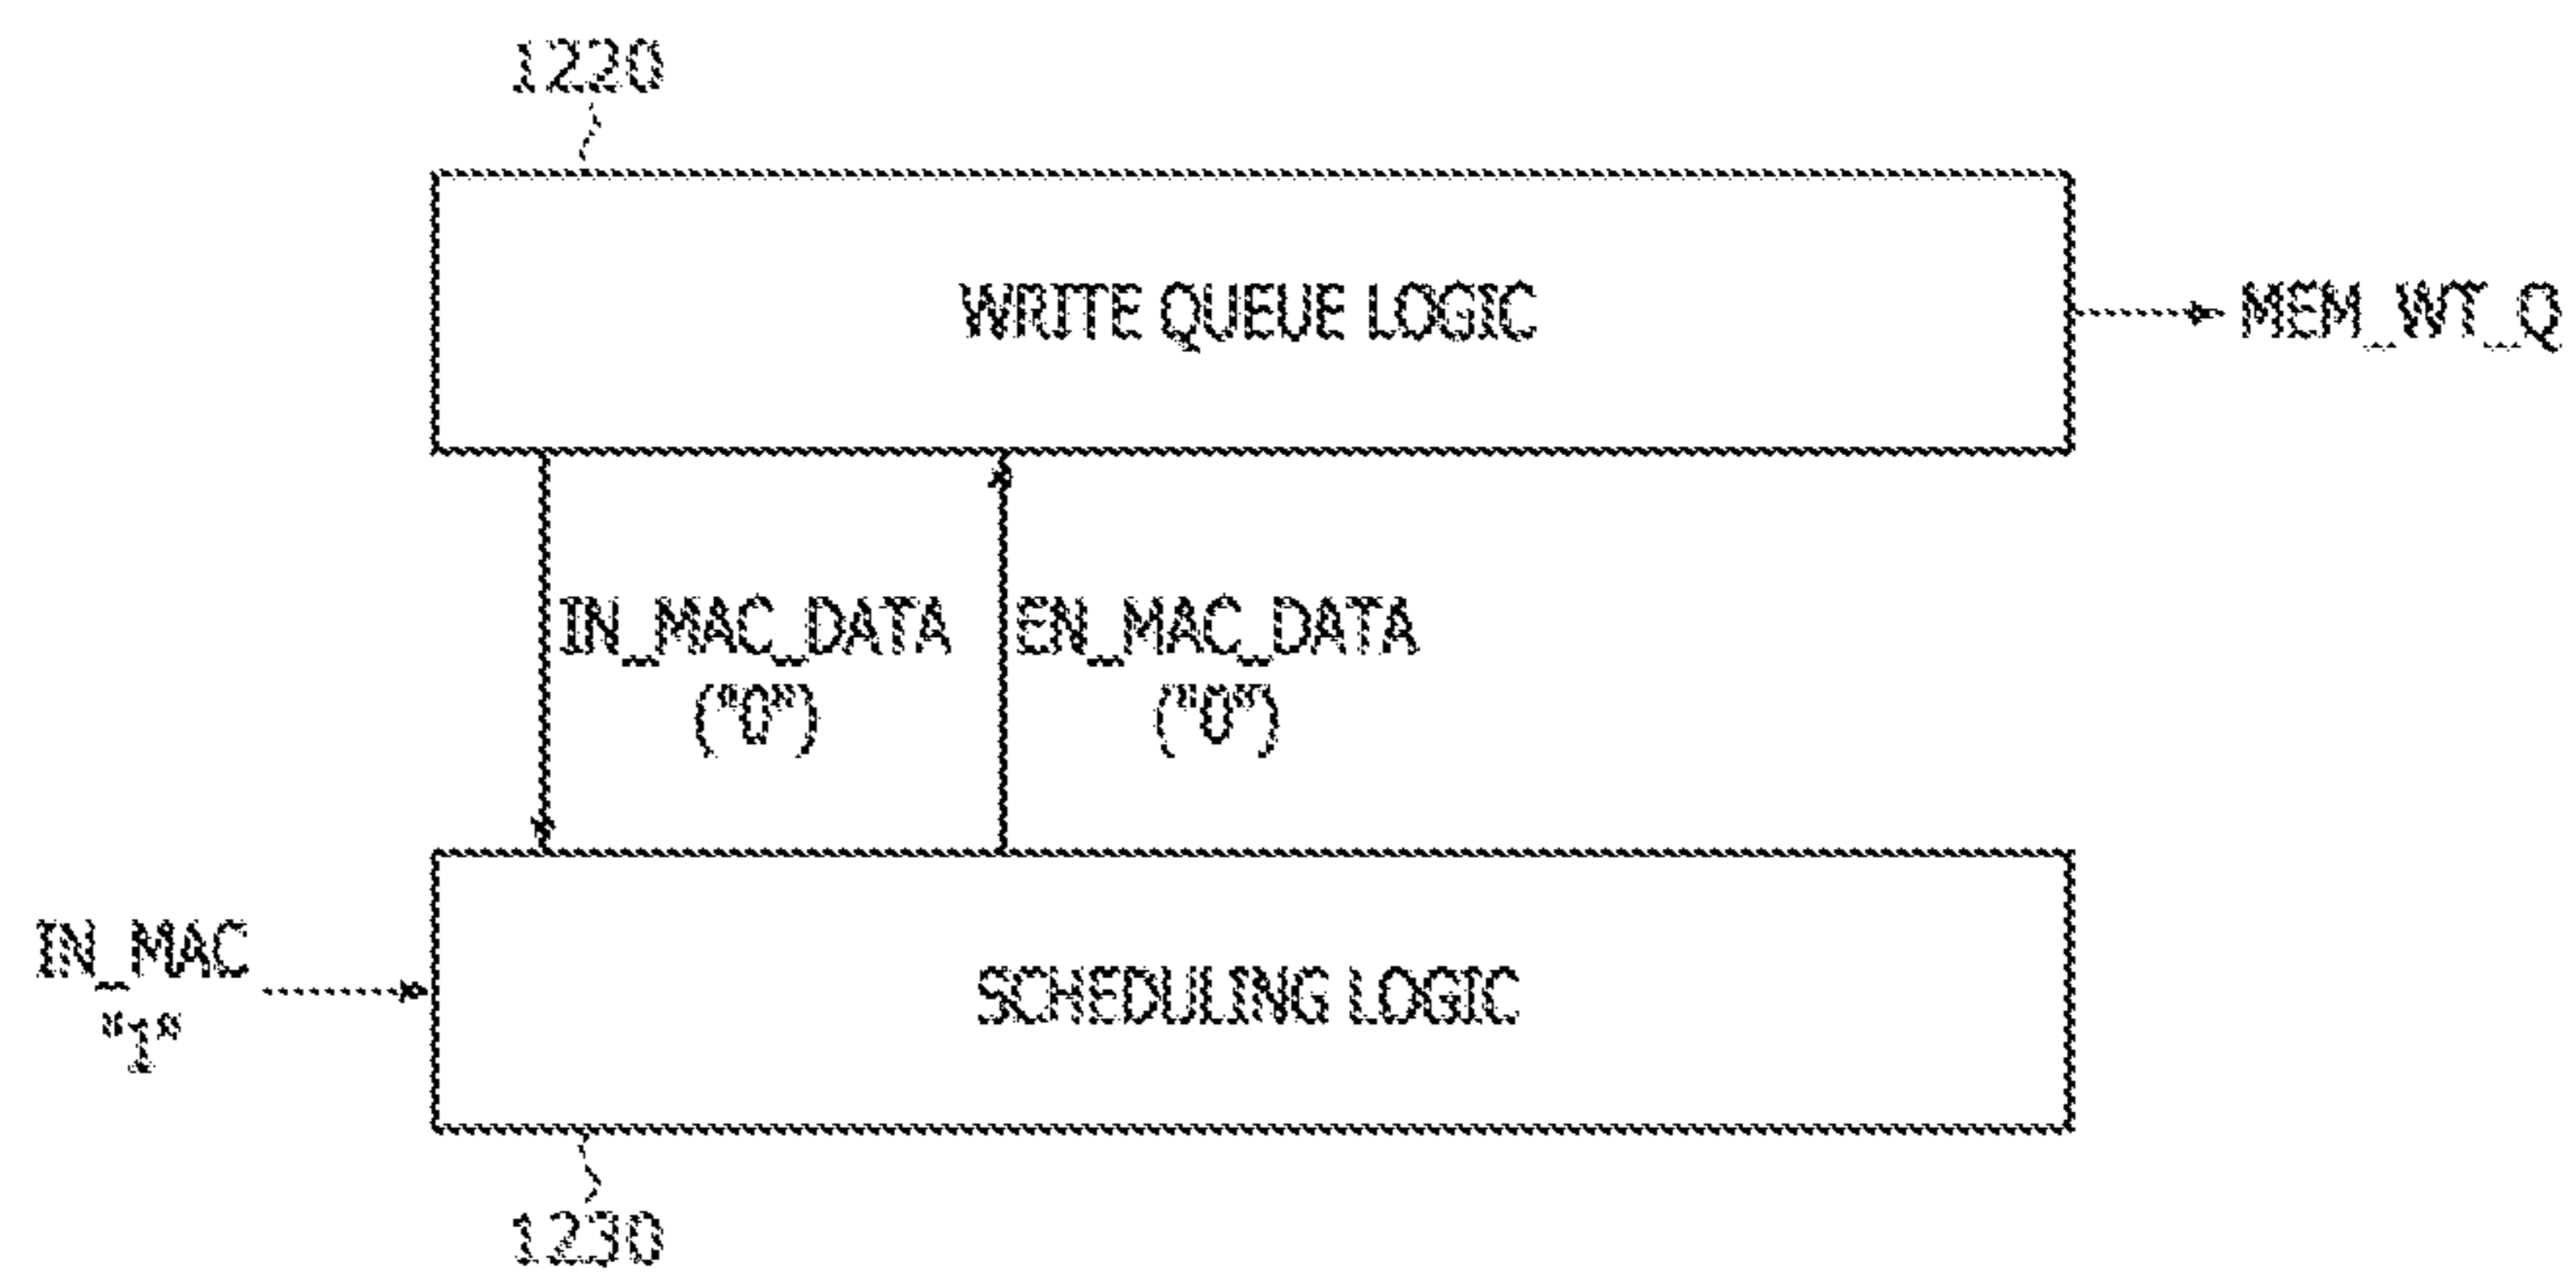 1220
WRITE QUEUE LOGIC
MEM_WT_Q
IN_MAC_DATA
("0")
EN_MAC_DATA
("0")
IN_MAC
"1"
SCHEDULING LOGIC
1230